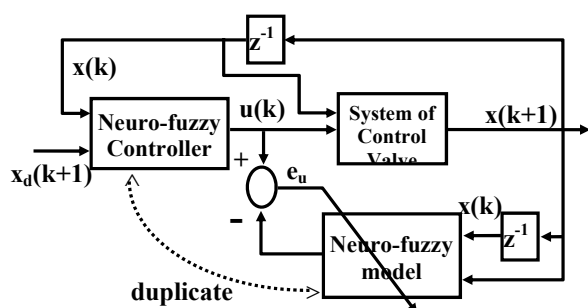 z-1
x(k)
Neuro-fuzzy
Controller
u(k)
System of
Control
Valve
x(k+1)
xd(k+1)
+
eu
-
x(k)
z-1
Neuro-fuzzy
model
duplicate